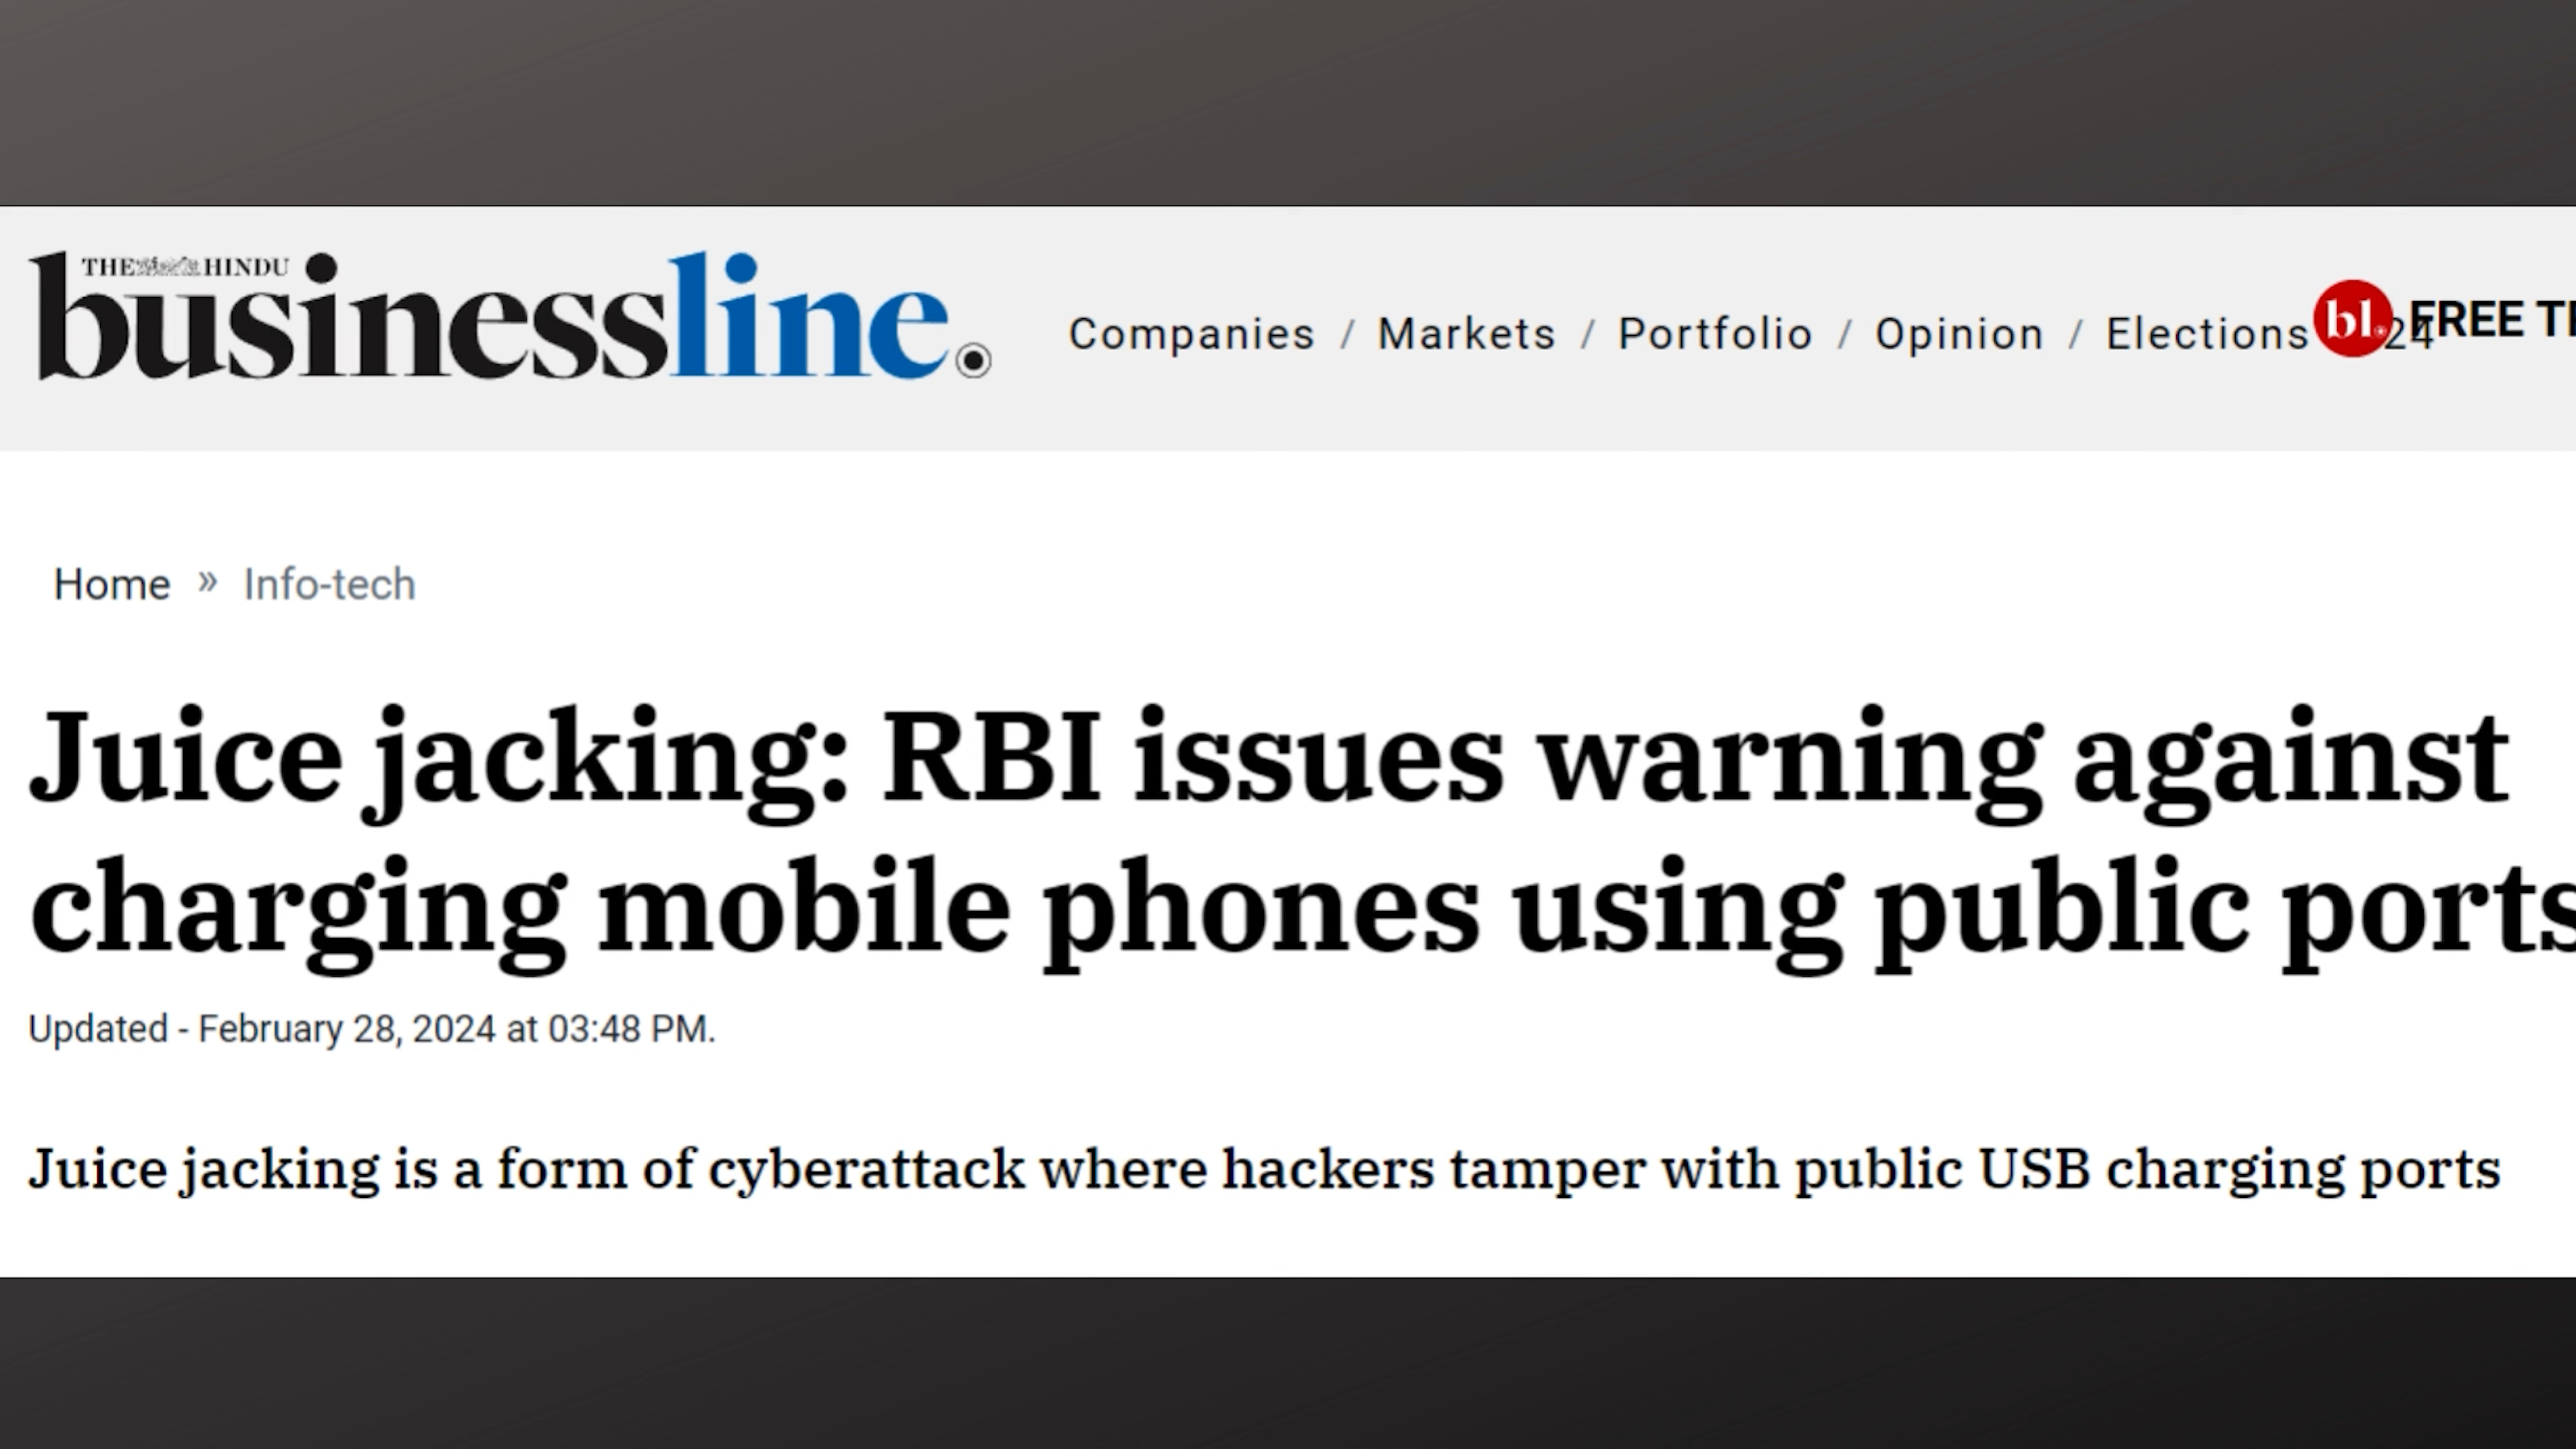 THE HINDU
businessline.
Companies / Markets / Portfolio / Opinion / Elections 24
bl. FREE
Home » Info-tech
Juice jacking: RBI issues warning against
charging mobile phones using public ports
Updated - February 28, 2024 at 03:48 PM.
Juice jacking is a form of cyberattack where hackers tamper with public USB charging ports